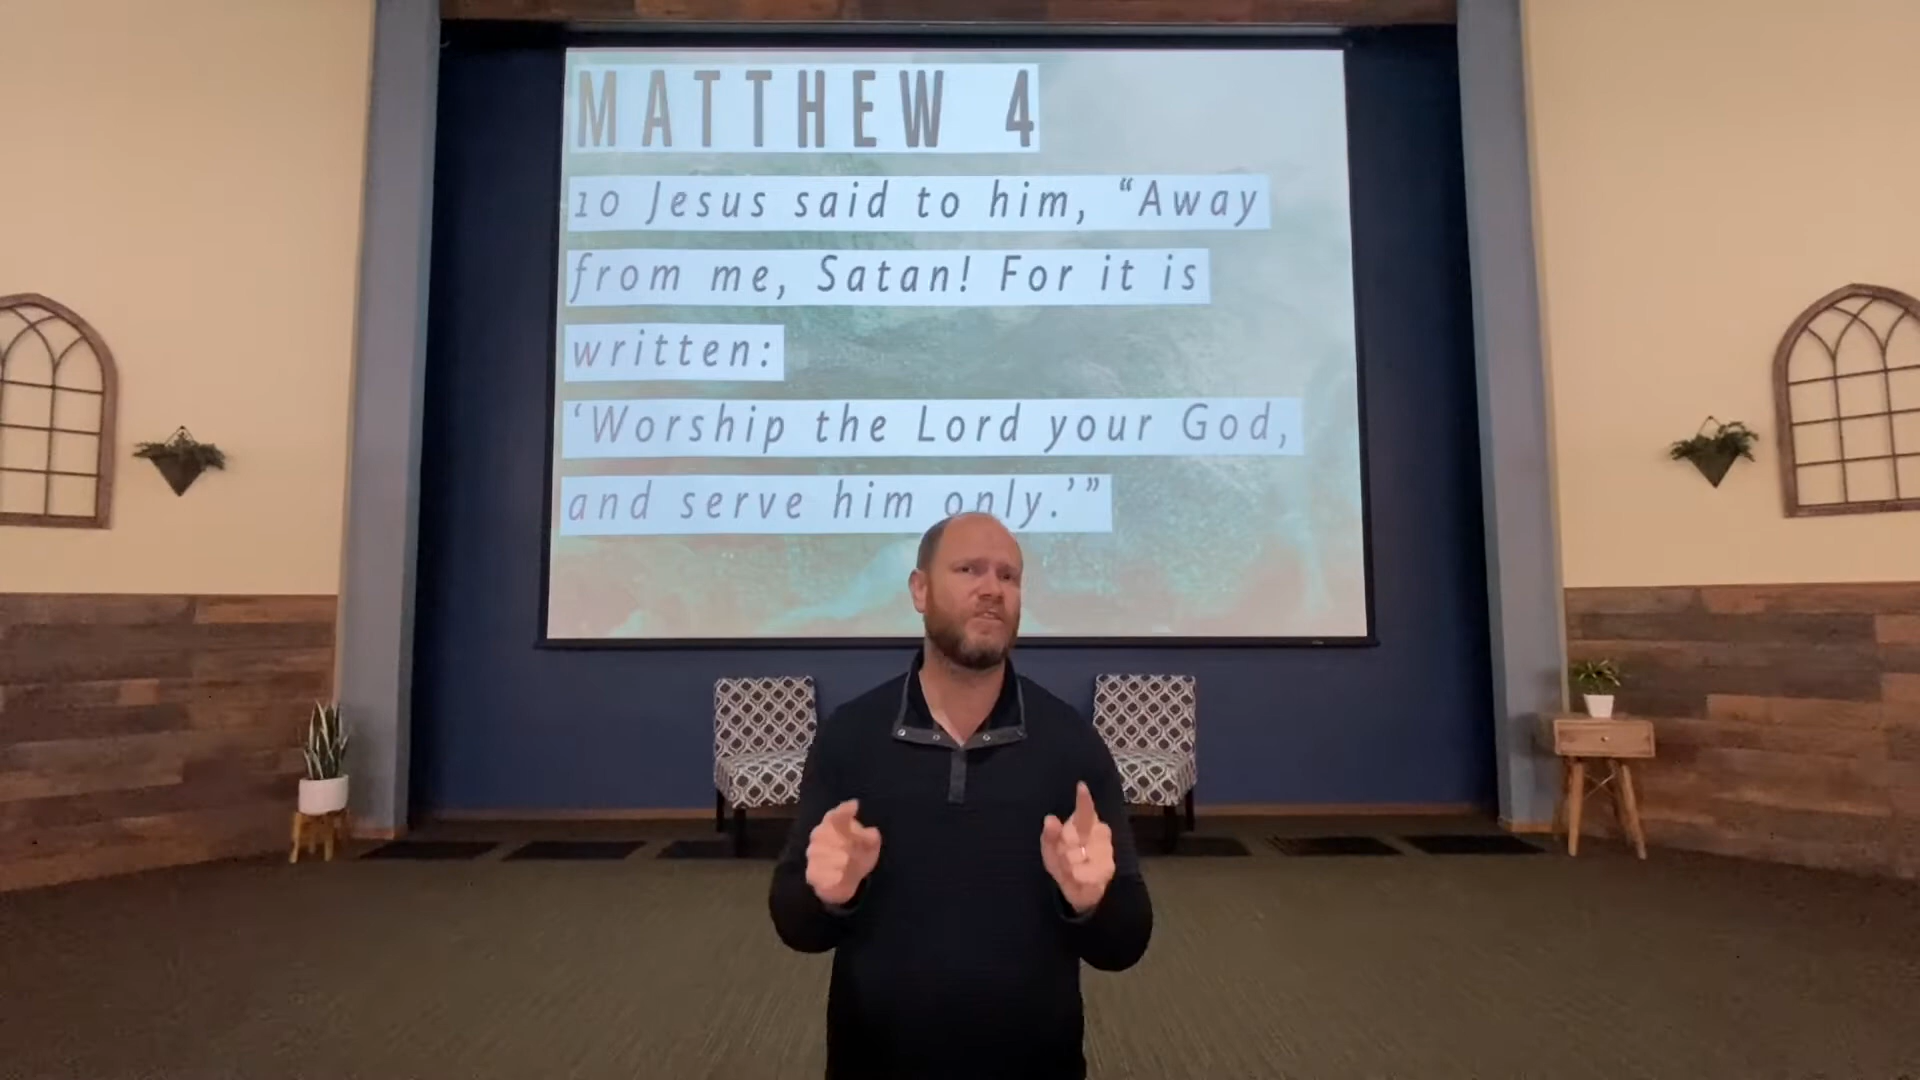 MATTHEW 4
10 Jesus said to him, “Away
from me, Satan! For it is
written:
‘Worship the Lord your God,
and serve him only.’”